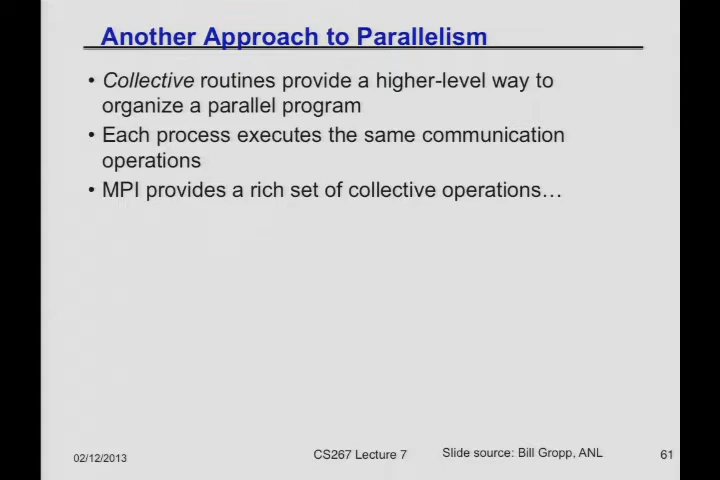 Another Approach to Parallelism
• Collective routines provide a higher-level way to
organize a parallel program
• Each process executes the same communication
operations
• MPI provides a rich set of collective operations…
02/12/2013
CS267 Lecture 7
Slide source: Bill Gropp, ANL
61